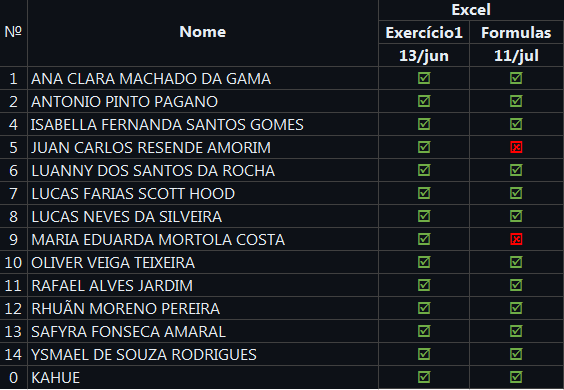 Excel
Nº Nome Exercício1 Formulas
13/jun 11/jul
1 ANA CLARA MACHADO DA GAMA ☑ ☑
2 ANTONIO PINTO PAGANO ☑ ☑
4 ISABELLA FERNANDA SANTOS GOMES ☑ ☑
5 JUAN CARLOS RESENDE AMORIM ☑ ☒
6 LUANNY DOS SANTOS DA ROCHA ☑ ☑
7 LUCAS FARIAS SCOTT HOOD ☑ ☑
8 LUCAS NEVES DA SILVEIRA ☑ ☑
9 MARIA EDUARDA MORTOLA COSTA ☑ ☒
10 OLIVER VEIGA TEIXEIRA ☑ ☑
11 RAFAEL ALVES JARDIM ☑ ☑
12 RHUÃN MORENO PEREIRA ☑ ☑
13 SAFYRA FONSECA AMARAL ☑ ☑
14 YSMAEL DE SOUZA RODRIGUES ☑ ☑
0 KAHUE ☑ ☑